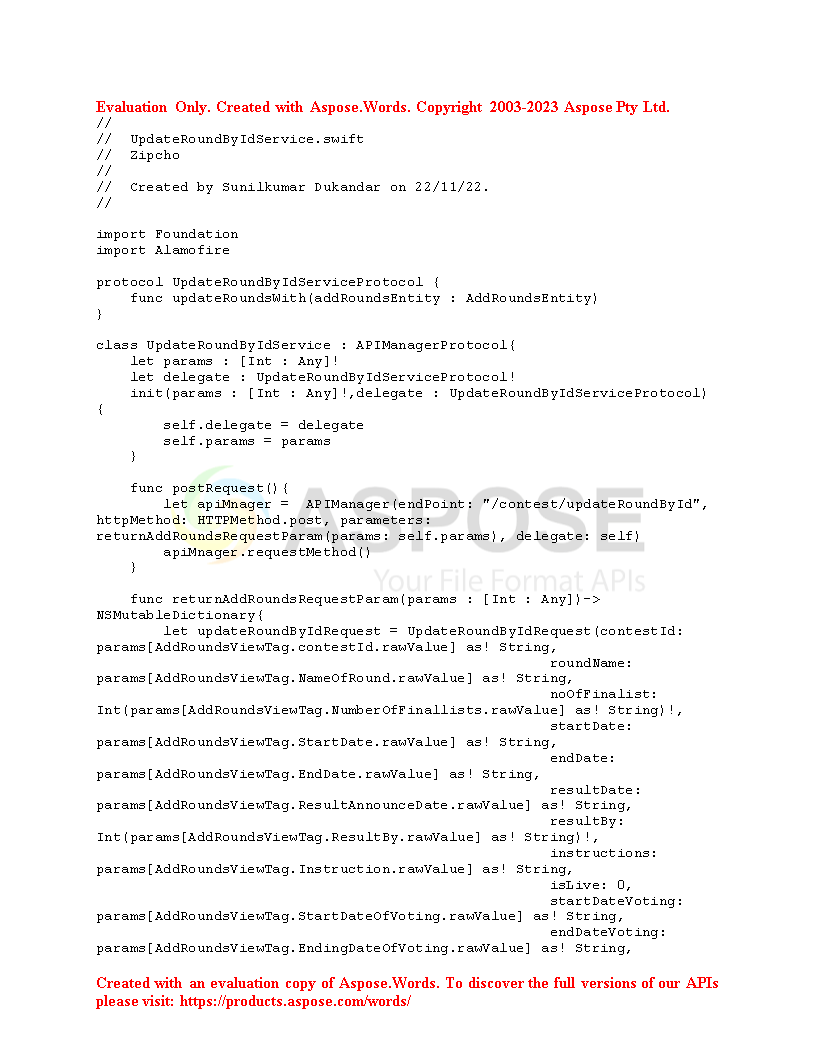 Evaluation Only. Created with Aspose.Words. Copyright 2003-2023 Aspose Pty Ltd.
//
//  UpdateRoundByIdService.swift
//  Zipcho
//
//  Created by Sunilkumar Dukandar on 22/11/22.
//
import Foundation
import Alamofire
protocol UpdateRoundByIdServiceProtocol {
    func updateRoundsWith(addRoundsEntity : AddRoundsEntity)
}
class UpdateRoundByIdService : APIManagerProtocol{
    let params : [Int : Any]!
    let delegate : UpdateRoundByIdServiceProtocol!
    init(params : [Int : Any]!,delegate : UpdateRoundByIdServiceProtocol)
{
        self.delegate = delegate
        self.params = params
    }
    func postRequest(){
        let apiMnager =  APIManager(endPoint: "/contest/updateRoundById",
httpMethod: HTTPMethod.post, parameters:
returnAddRoundsRequestParam(params: self.params), delegate: self)
        apiMnager.requestMethod()
    }
ASPOSE
Your File Format APIs
    func returnAddRoundsRequestParam(params : [Int : Any])->
NSMutableDictionary{
        let updateRoundByIdRequest = UpdateRoundByIdRequest(contestId:
params[AddRoundsViewTag.contestId.rawValue] as! String,
                                                      roundName:
params[AddRoundsViewTag.NameOfRound.rawValue] as! String,
                                                      noOfFinalist:
Int(params[AddRoundsViewTag.NumberOfFinallists.rawValue] as! String)!,
                                                      startDate:
params[AddRoundsViewTag.StartDate.rawValue] as! String,
                                                      endDate:
params[AddRoundsViewTag.EndDate.rawValue] as! String,
                                                      resultDate:
params[AddRoundsViewTag.ResultAnnounceDate.rawValue] as! String,
                                                      resultBy:
Int(params[AddRoundsViewTag.ResultBy.rawValue] as! String)!,
                                                      instructions:
params[AddRoundsViewTag.Instruction.rawValue] as! String,
                                                      isLive: 0,
                                                      startDateVoting:
params[AddRoundsViewTag.StartDateOfVoting.rawValue] as! String,
                                                      endDateVoting:
params[AddRoundsViewTag.EndingDateOfVoting.rawValue] as! String,
Created with an evaluation copy of Aspose.Words. To discover the full versions of our APIs
please visit: https://products.aspose.com/words/